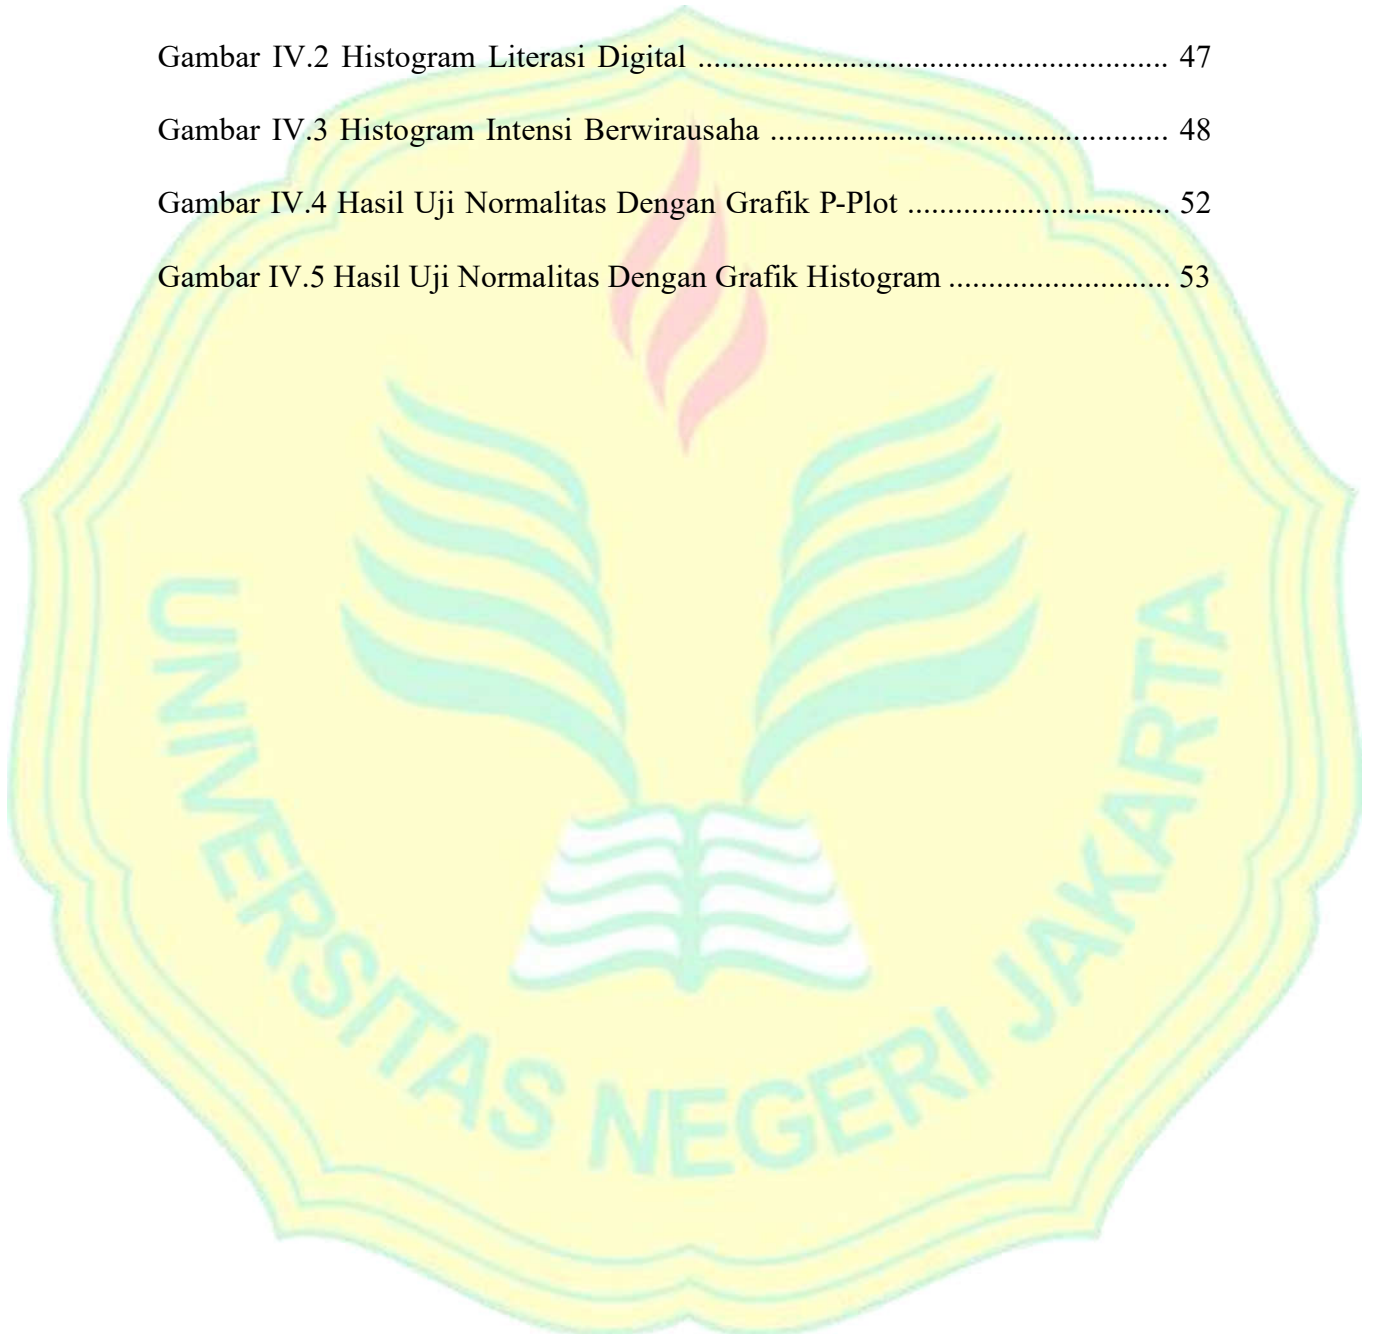 Gambar IV.2 Histogram Literasi Digital .......................................................... 47
Gambar IV.3 Histogram Intensi Berwirausaha ................................................. 48
Gambar IV.4 Hasil Uji Normalitas Dengan Grafik P-Plot ................................. 52
Gambar IV.5 Hasil Uji Normalitas Dengan Grafik Histogram ........................... 53
UNIVERSITAS NEGERI JAKARTA